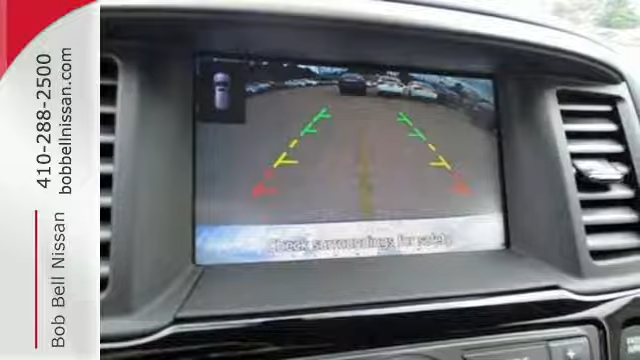 410-288-2500
bobbellnissan.com
Bob Bell Nissan
Check surroundings for safety